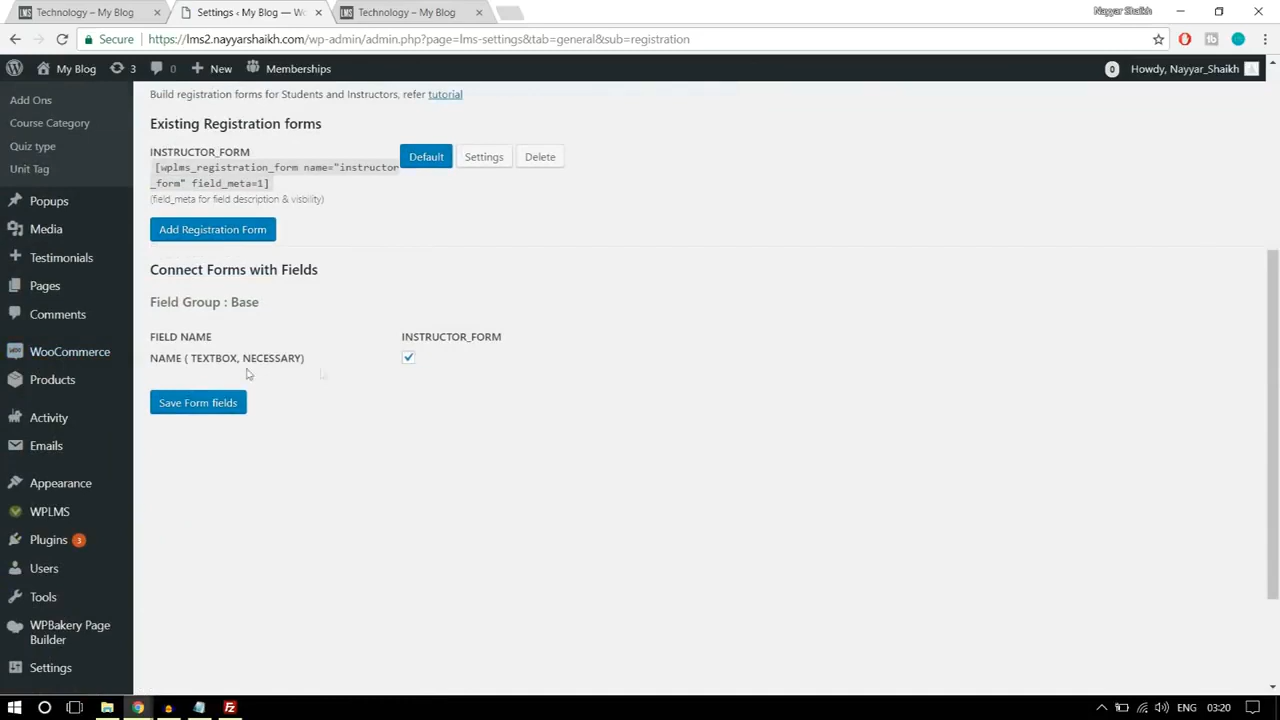 Technology – My Blog
Settings ‹ My Blog — W
Technology – My Blog
Nayyar Shaikh
Secure
https://lms2.nayyarshaikh.com/wp-admin/admin.php?page=lms-settings&tab=general&sub=registration
My Blog
3
0
New
Memberships
0
Howdy, Nayyar_Shaikh
Add Ons
Course Category
Quiz type
Unit Tag
Popups
Media
Testimonials
Pages
Comments
WooCommerce
Products
Activity
Emails
Appearance
WPLMS
Plugins 3
Users
Tools
WPBakery Page
Builder
Settings
Build registration forms for Students and Instructors, refer tutorial
Existing Registration forms
INSTRUCTOR_FORM
[wplms_registration_form name="instructor
_form" field_meta=1]
(field_meta for field description & visbility)
Default
Settings
Delete
Add Registration Form
Connect Forms with Fields
Field Group : Base
FIELD NAME
INSTRUCTOR_FORM
NAME ( TEXTBOX, NECESSARY)
Save Form fields
ENG
03:20